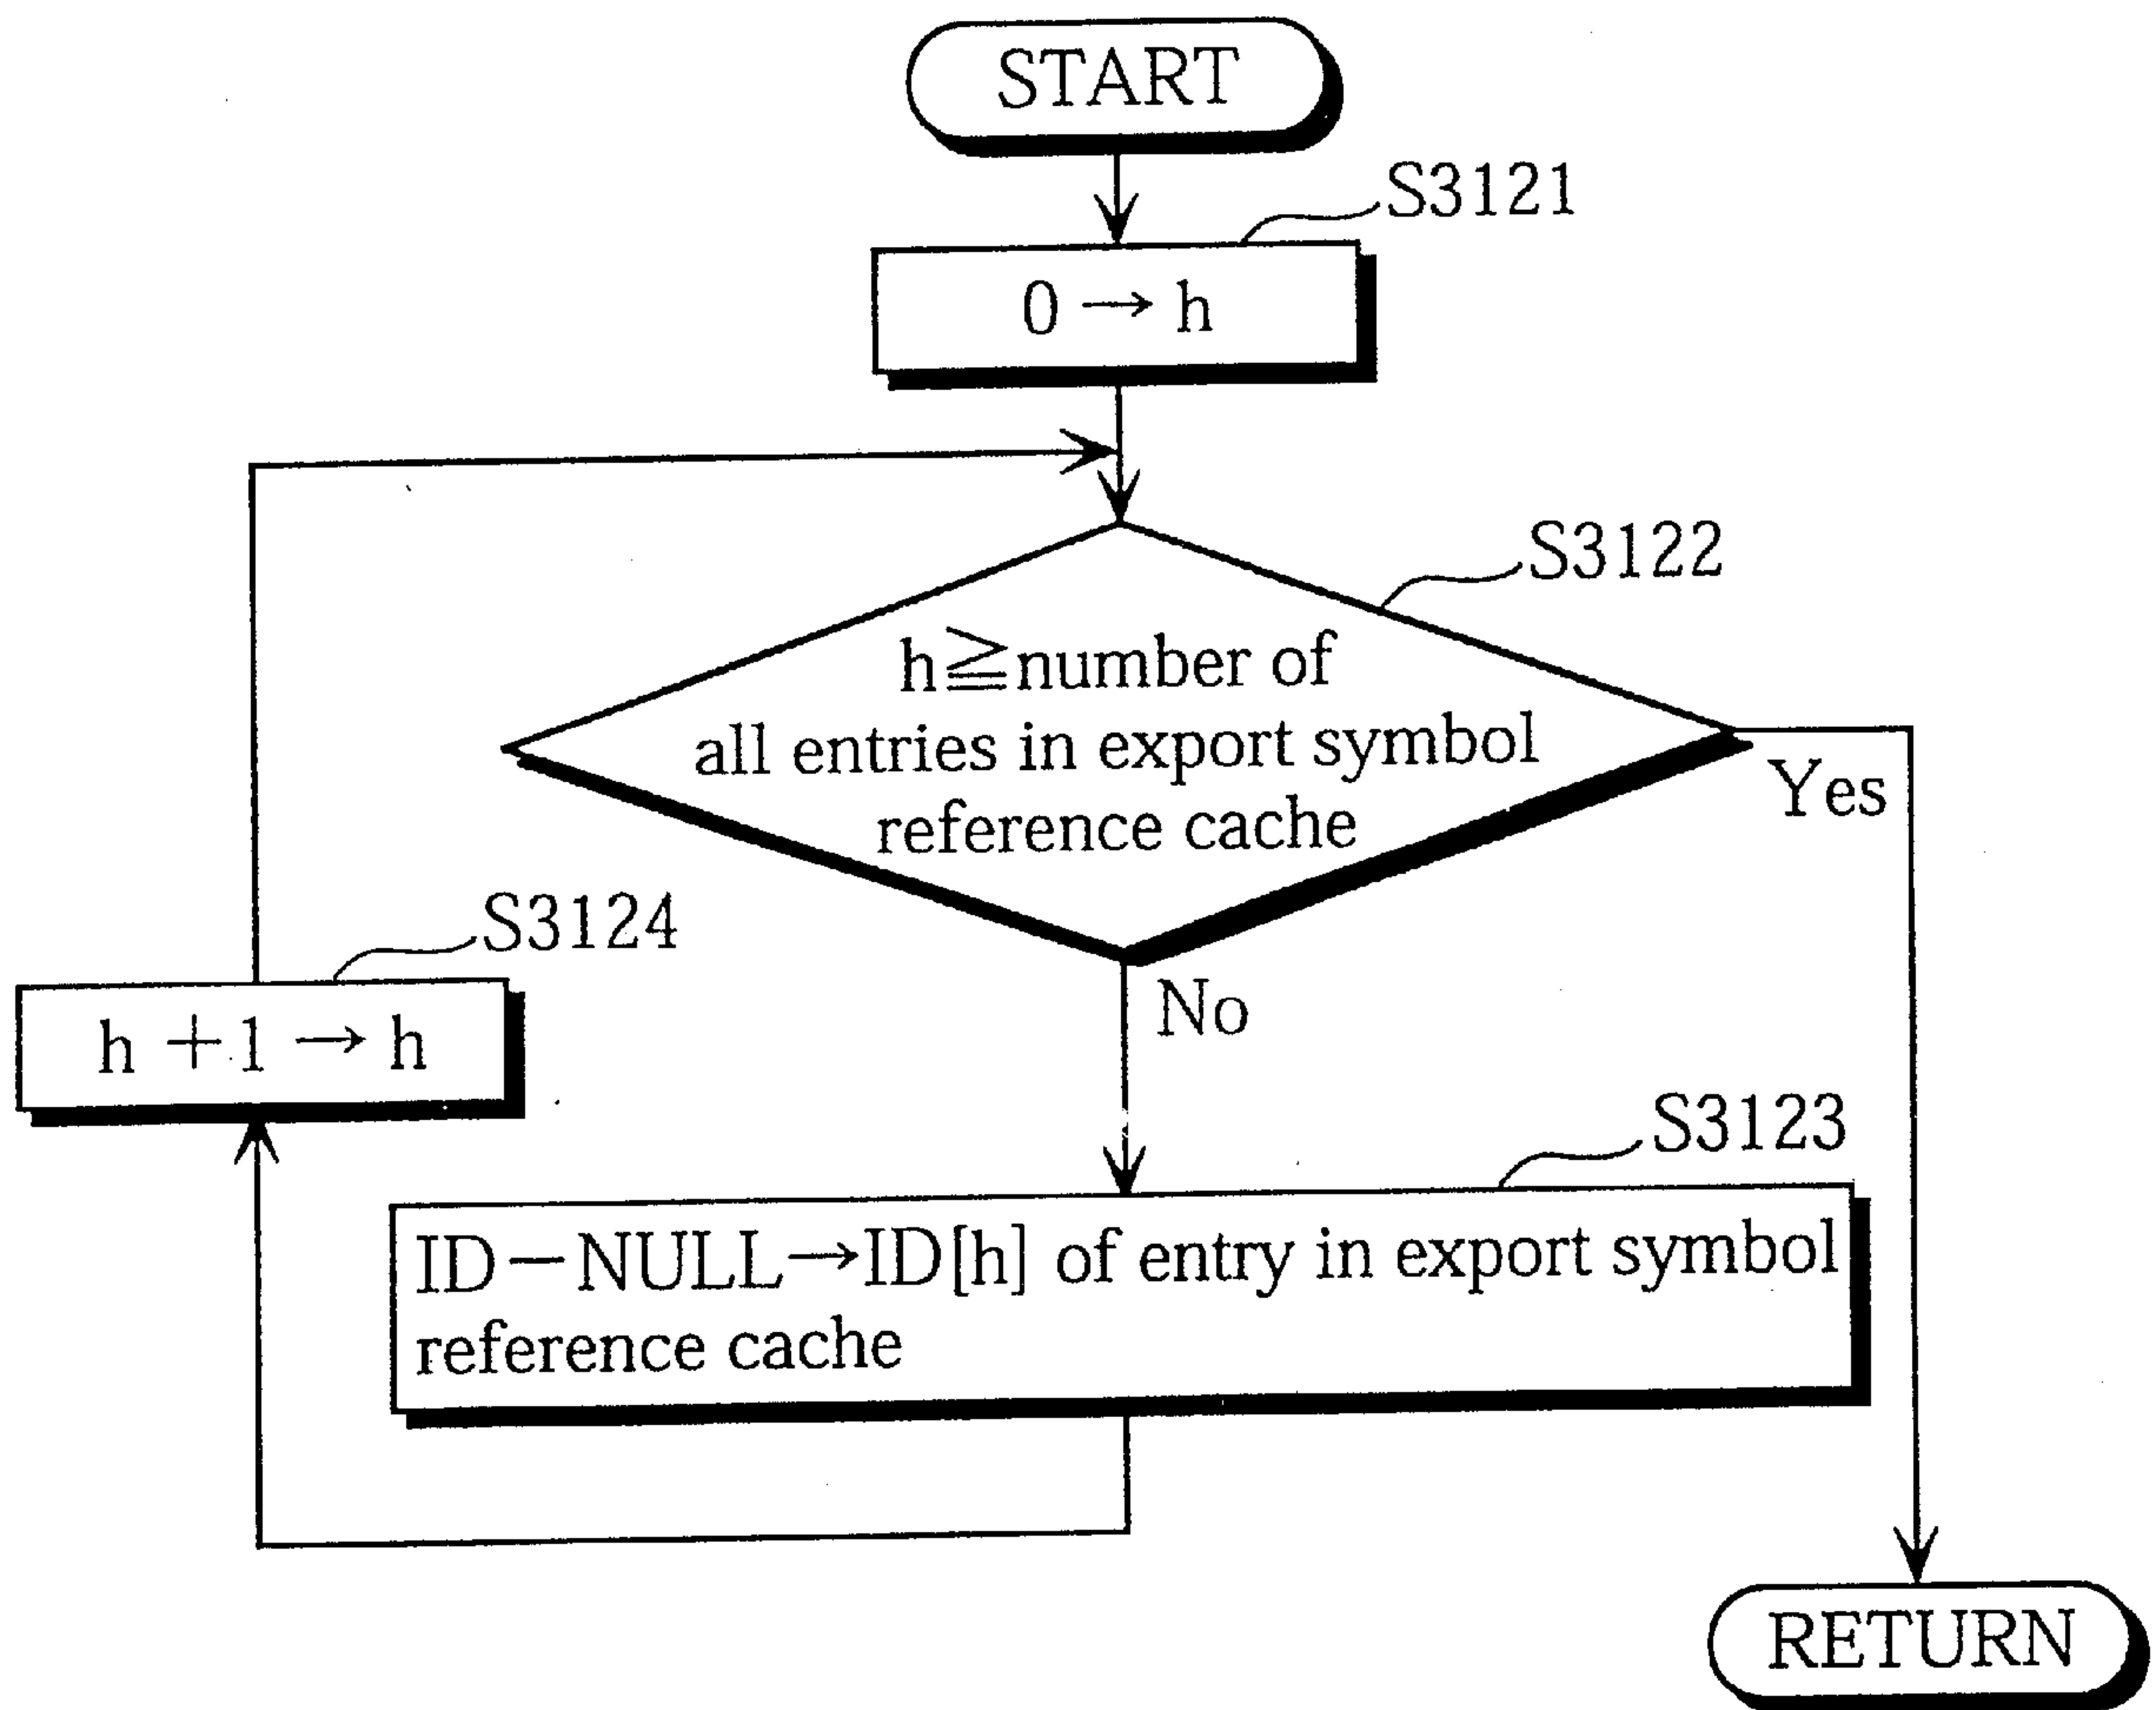 START
S3121
0 → h
S3122
h≧number of
all entries in export symbol
reference cache
Yes
S3124
h +1 → h
No
S3123
ID－NULL→ID[h] of entry in export symbol
reference cache
RETURN